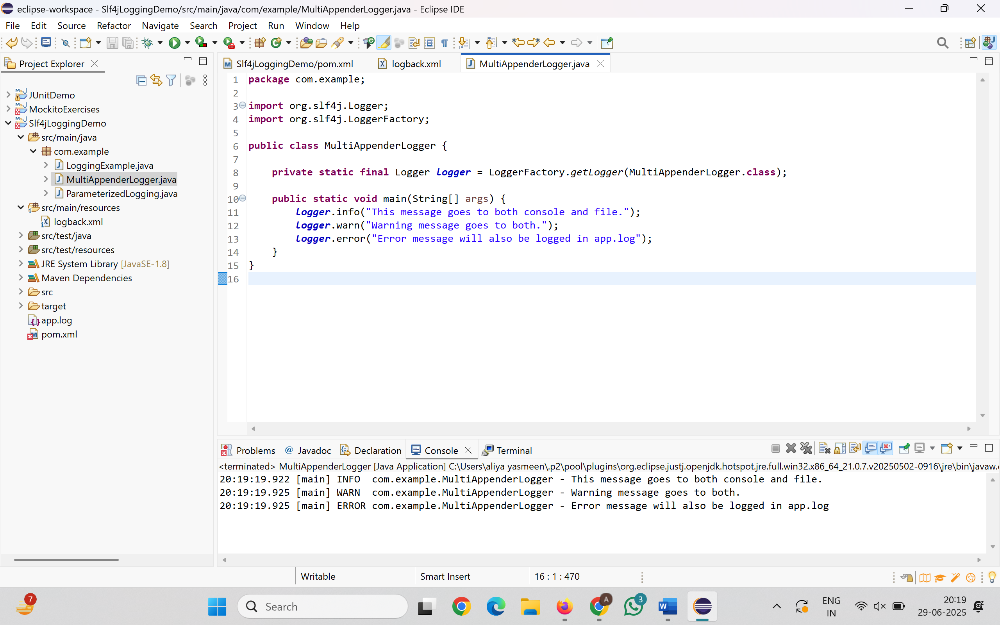 eclipse-workspace - Slf4jLoggingDemo/src/main/java/com/example/MultiAppenderLogger.java - Eclipse IDE
File Edit Source Refactor Navigate Search Project Run Window Help
Project Explorer
JUnitDemo
MockitoExercises
Slf4jLoggingDemo
src/main/java
com.example
LoggingExample.java
MultiAppenderLogger.java
ParameterizedLogging.java
src/main/resources
logback.xml
src/test/java
src/test/resources
JRE System Library [JavaSE-1.8]
Maven Dependencies
src
target
app.log
pom.xml
Slf4jLoggingDemo/pom.xml logback.xml MultiAppenderLogger.java
1 package com.example;
2
3 import org.slf4j.Logger;
4 import org.slf4j.LoggerFactory;
5
6 public class MultiAppenderLogger {
7
8 private static final Logger logger = LoggerFactory.getLogger(MultiAppenderLogger.class);
9
10 public static void main(String[] args) {
11 logger.info("This message goes to both console and file.");
12 logger.warn("Warning message goes to both.");
13 logger.error("Error message will also be logged in app.log");
14 }
15 }
16
Problems @ Javadoc Declaration Console Terminal
<terminated> MultiAppenderLogger [Java Application] C:\Users\aliya yasmeen\.p2\pool\plugins\org.eclipse.justj.openjdk.hotspot.jre.full.win32.x86_64_21.0.7.v20250502-0916\jre\bin\javaw.e
20:19:19.922 [main] INFO  com.example.MultiAppenderLogger - This message goes to both console and file.
20:19:19.925 [main] WARN  com.example.MultiAppenderLogger - Warning message goes to both.
20:19:19.925 [main] ERROR com.example.MultiAppenderLogger - Error message will also be logged in app.log
Writable Smart Insert 16 : 1 : 470
7
Search
A
3
W
ENG
IN
20:19
29-06-2025